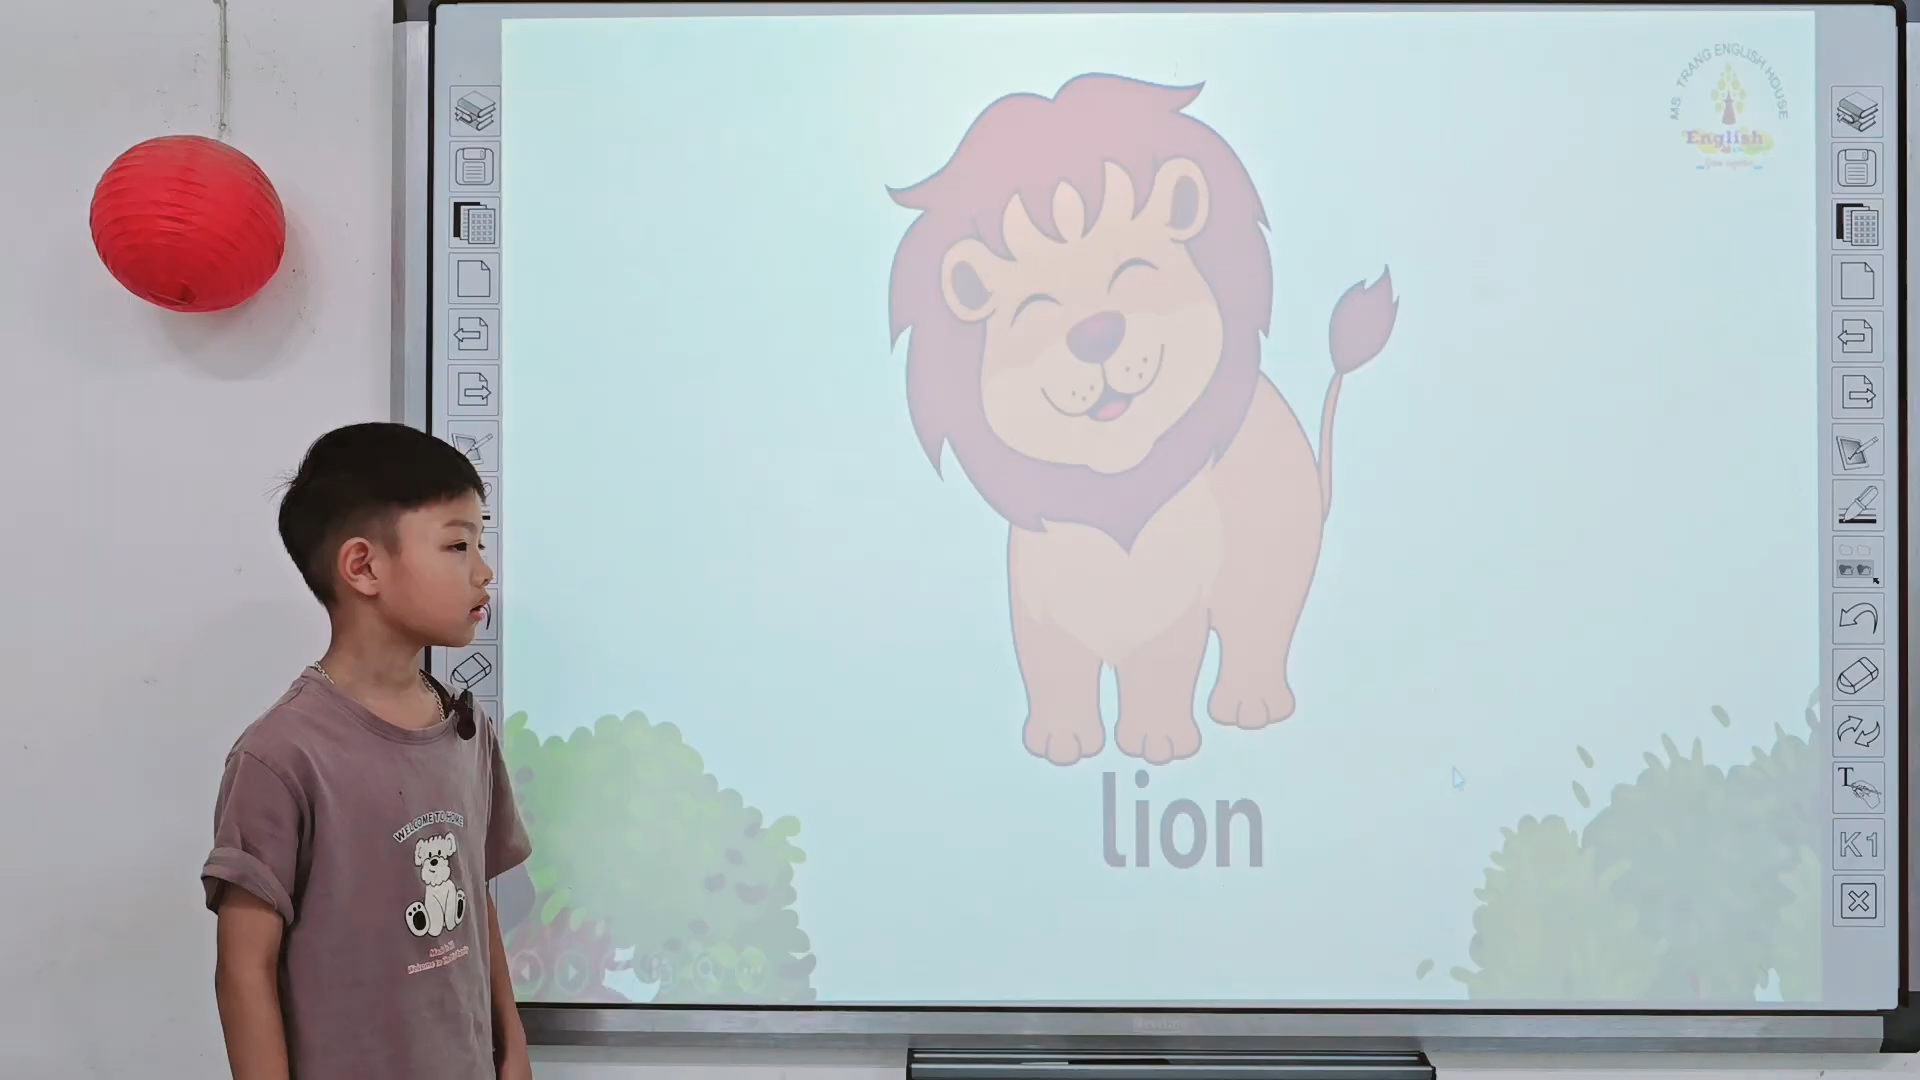 MS. TRANG ENGLISH HOUSE
English
lion
T
K1
WELCOME TO HOME